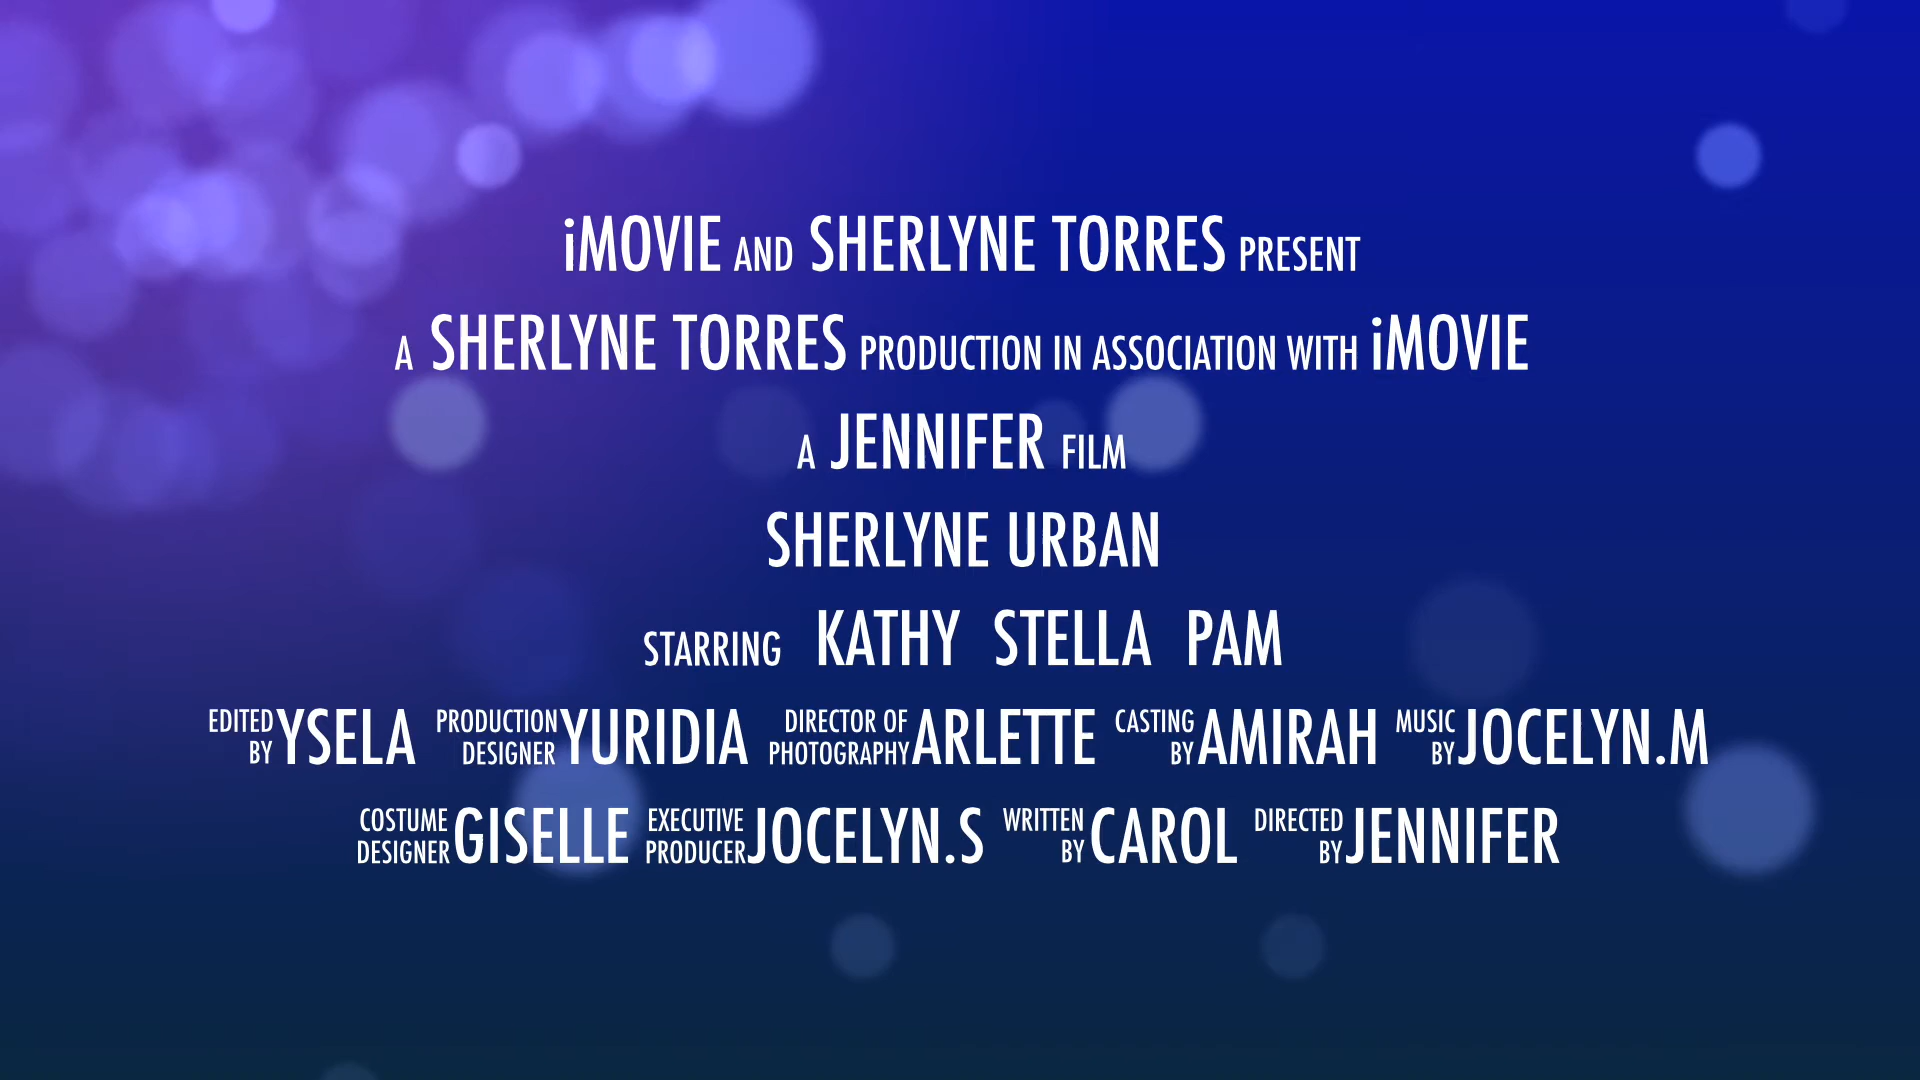 iMOVIE AND SHERLYNE TORRES PRESENT
A SHERLYNE TORRES PRODUCTION IN ASSOCIATION WITH iMOVIE
A JENNIFER FILM
SHERLYNE URBAN
STARRING KATHY STELLA PAM
EDITED BY YSELA PRODUCTION DESIGNER YURIDIA DIRECTOR OF PHOTOGRAPHY ARLETTE CASTING BY AMIRAH MUSIC BY JOCELYN.M
COSTUME DESIGNER GISELLE EXECUTIVE PRODUCER JOCELYN.S WRITTEN BY CAROL DIRECTED BY JENNIFER